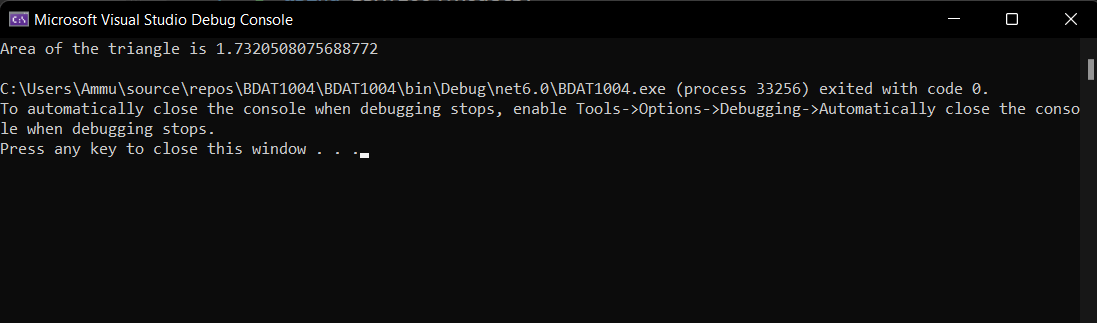 Microsoft Visual Studio Debug Console
Area of the triangle is 1.7320508075688772
C:\Users\Ammu\source\repos\BDAT1004\BDAT1004\bin\Debug\net6.0\BDAT1004.exe (process 33256) exited with code 0.
To automatically close the console when debugging stops, enable Tools->Options->Debugging->Automatically close the conso
le when debugging stops.
Press any key to close this window . . .